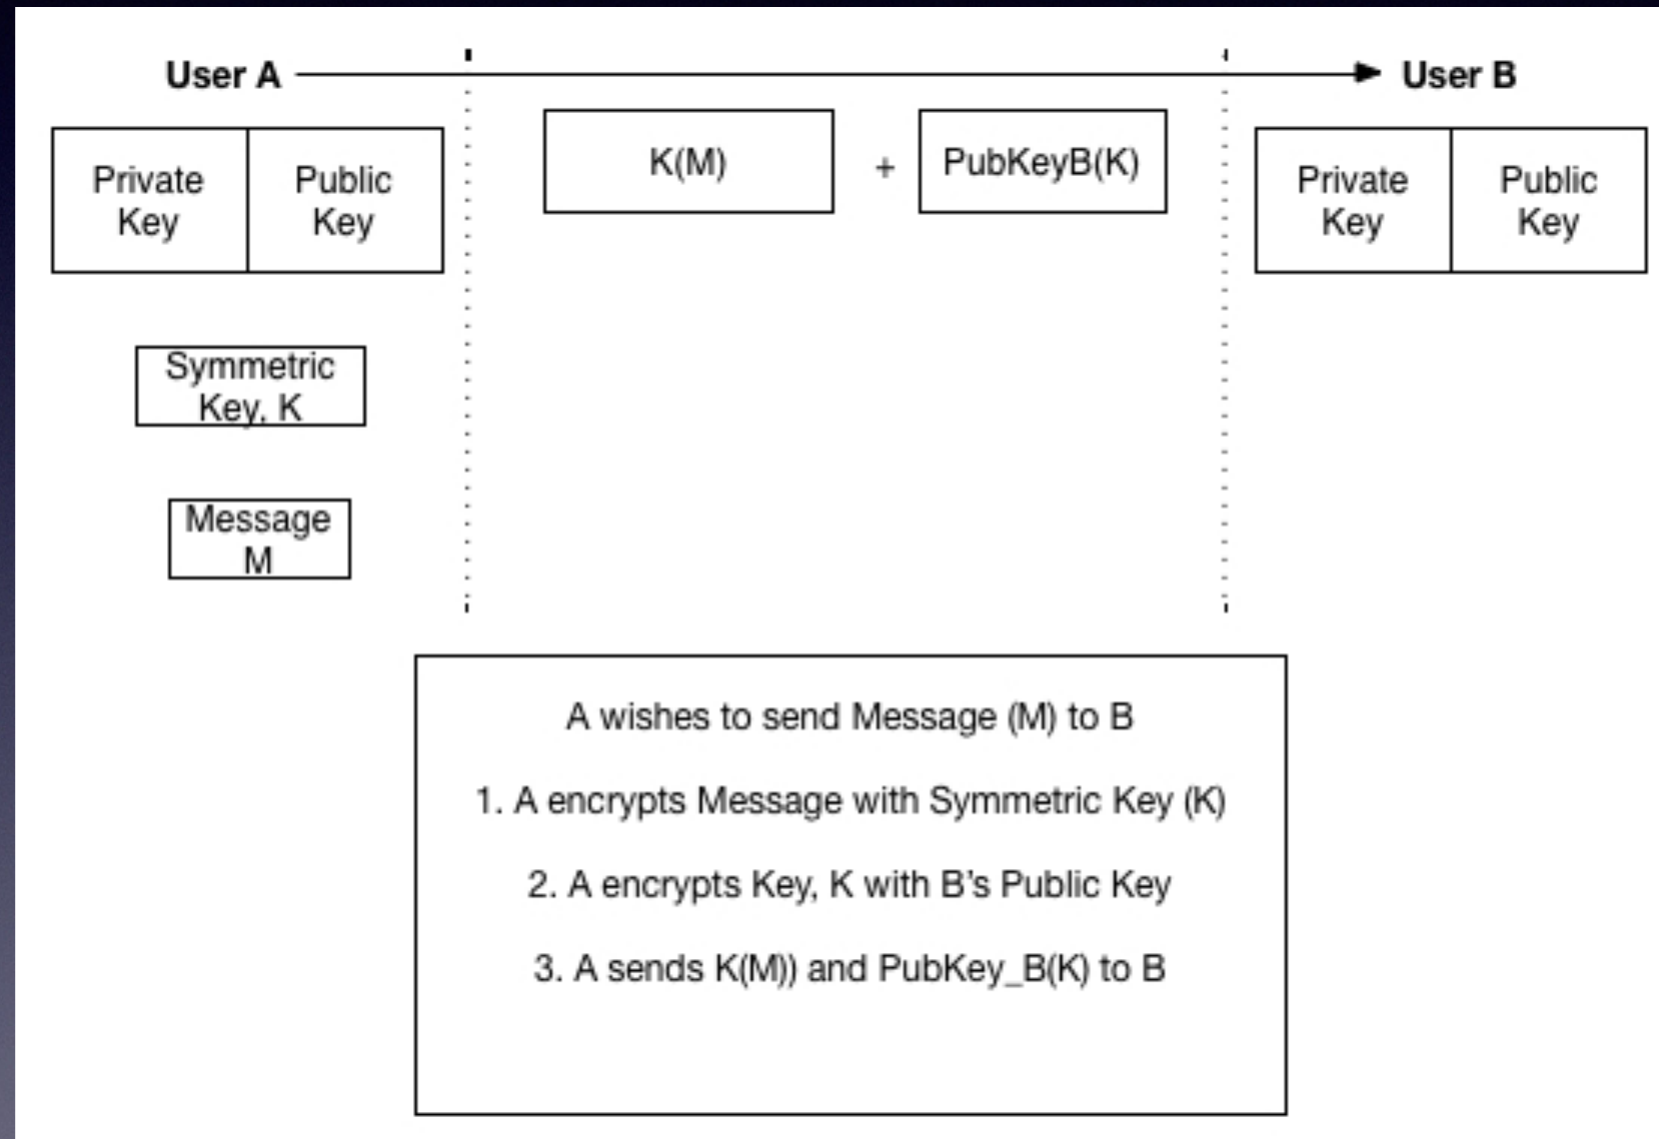 User A
User B
K(M)
+
PubKeyB(K)
Private
Key
Public
Key
Private
Key
Public
Key
Symmetric
Key, K
Message
M
A wishes to send Message (M) to B
1. A encrypts Message with Symmetric Key (K)
2. A encrypts Key, K with B's Public Key
3. A sends K(M)) and PubKey_B(K) to B